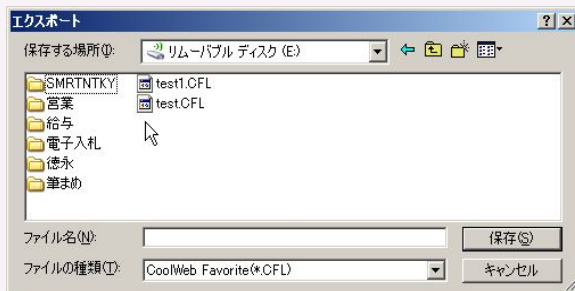 エクスポート
保存する場所(I):
リムーバブル ディスク (E:)
SMRTNTKY
営業
給与
電子入札
徳永
筆まめ
test1.CFL
test.CFL
ファイル名(N):
保存(S)
ファイルの種類(T):
CoolWeb Favorite(*.CFL)
キャンセル